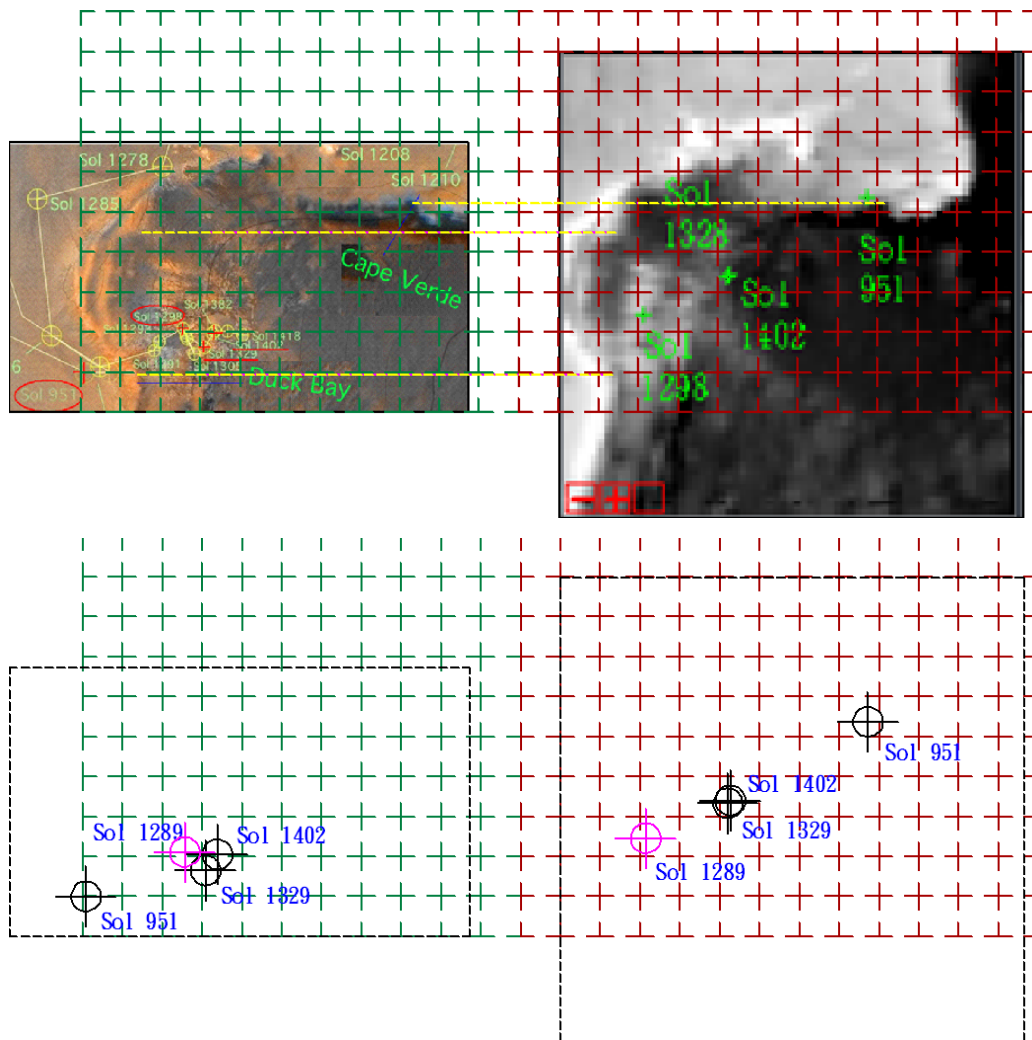 Sol 1208
Sol 1278
Sol 1210
Sol 1285
Cape Verde
Sol 1382
Sol 1298
Sol 1329
Duck Bay
6
Sol 951
Sol
1328
Sol
951
Sol
1402
Sol
1298
Sol 1289
Sol 1402
Sol 1329
Sol 951
Sol 951
Sol 1402
Sol 1329
Sol 1289